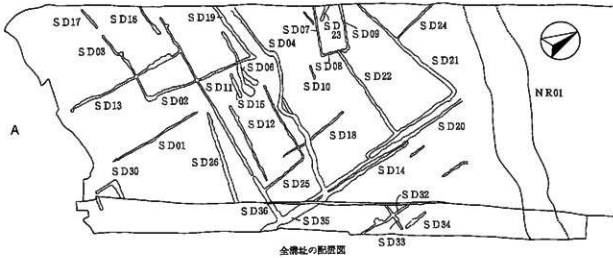 SD17
SD16
SD19
SD07
SD23
SD09
SD24
SD03
SD04
SD06
SD08
SD21
SD11
SD10
SD22
SD02
SD15
SD13
SD12
NR01
A
SD18
SD20
SD01
SD26
SD14
SD30
SD25
SD32
SD36
SD35
SD34
SD33
全溝址の配置図